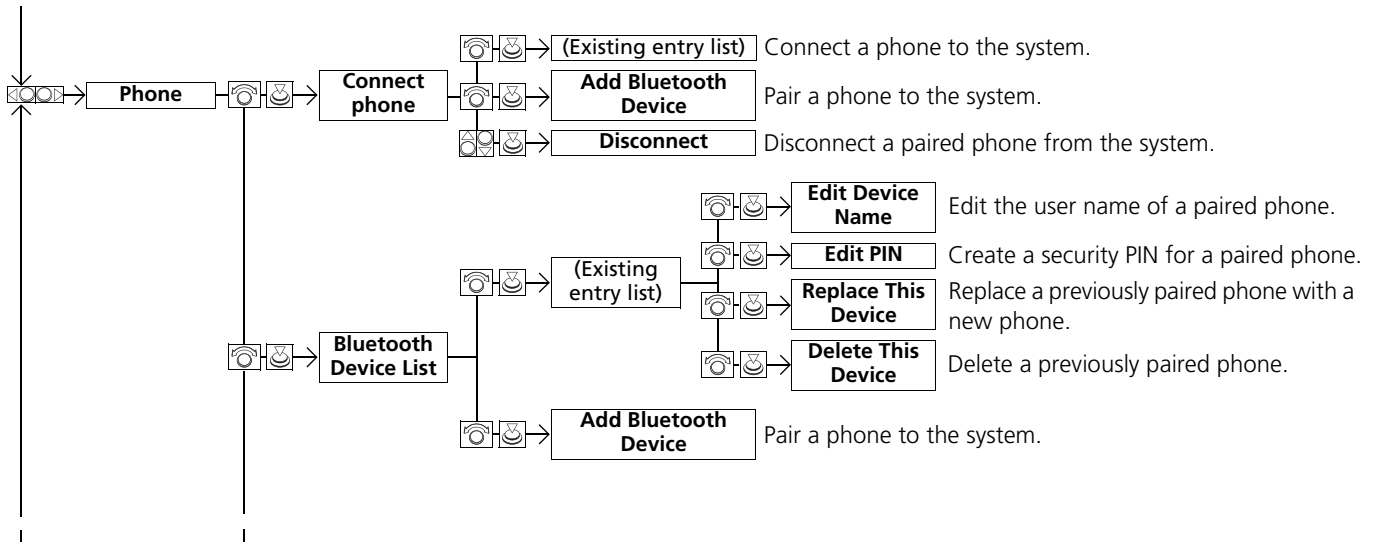 (Existing entry list) Connect a phone to the system.
Phone
Connect
phone
Add Bluetooth
Device
Pair a phone to the system.
Disconnect
Disconnect a paired phone from the system.
Edit Device
Name
Edit the user name of a paired phone.
Edit PIN
Create a security PIN for a paired phone.
(Existing
entry list)
Replace This
Device
Replace a previously paired phone with a
new phone.
Bluetooth
Device List
Delete This
Device
Delete a previously paired phone.
Add Bluetooth
Device
Pair a phone to the system.